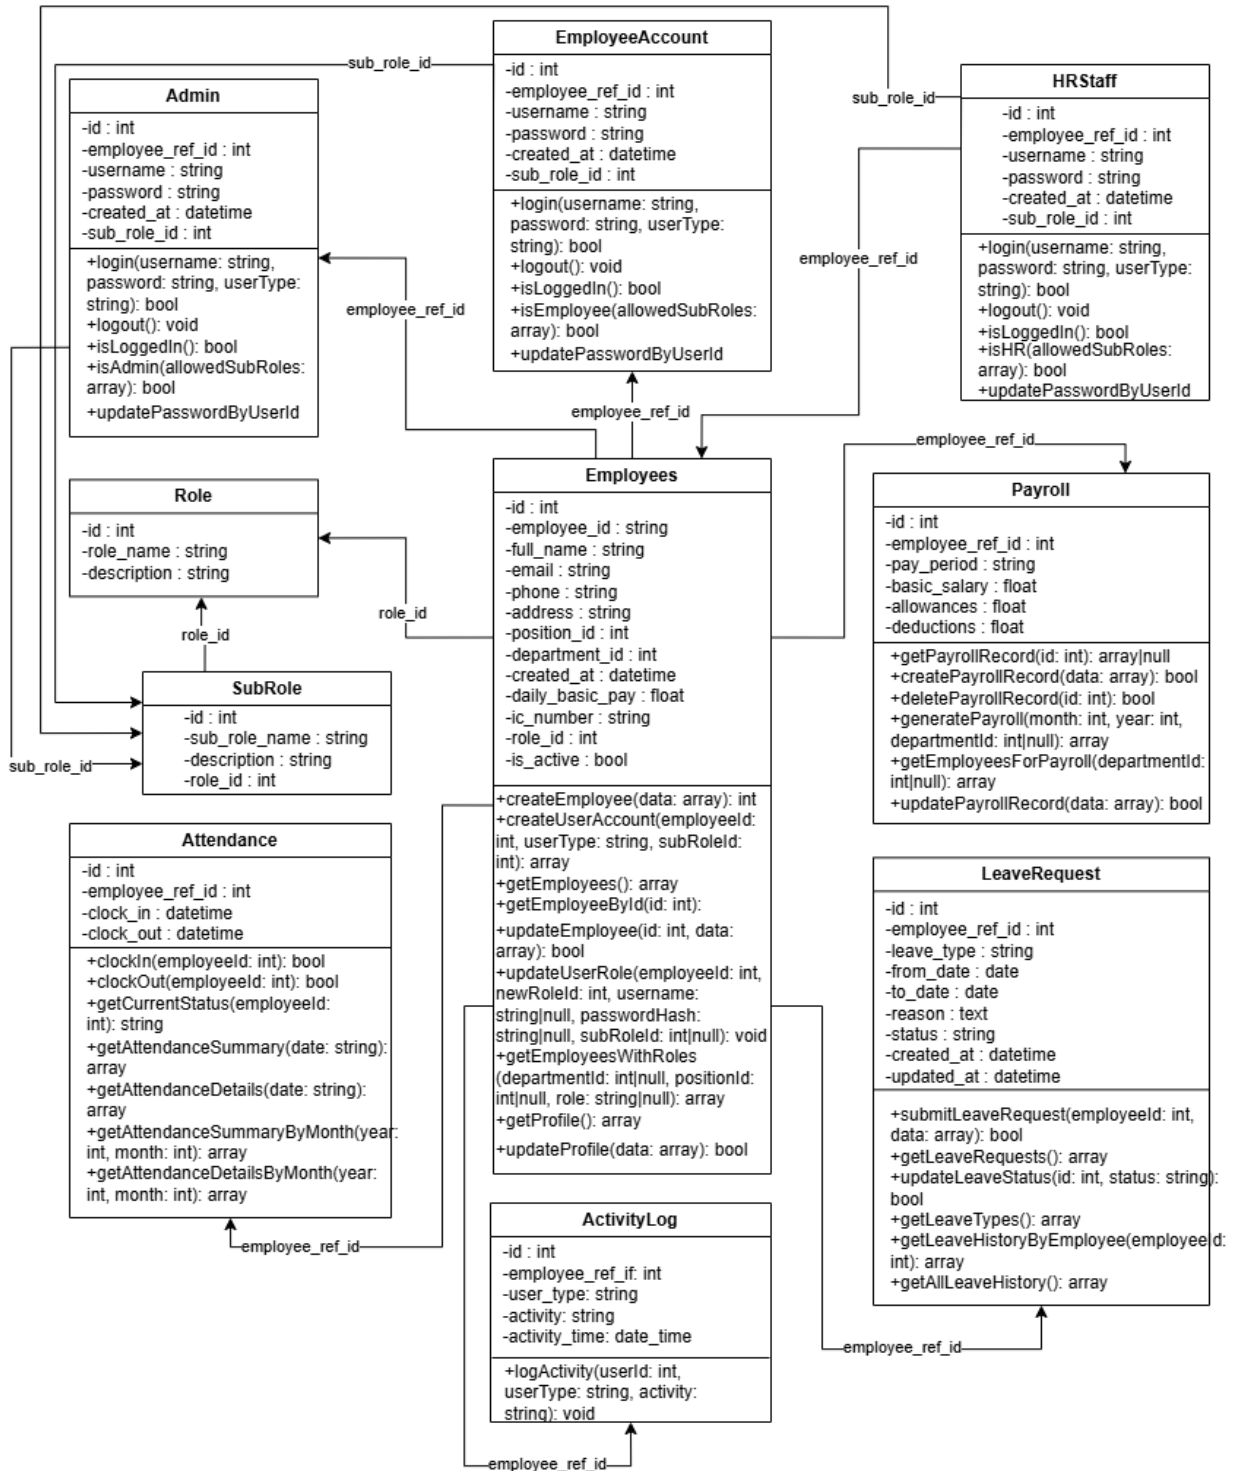 EmployeeAccount
-id : int
-employee_ref_id : int
-username : string
-password : string
-created_at : datetime
-sub_role_id : int
+login(username: string,
password: string, userType:
string): bool
+logout(): void
+isLoggedIn(): bool
+isEmployee(allowedSubRoles:
array): bool
+updatePasswordByUserId
sub_role_id
Admin
-id : int
-employee_ref_id : int
-username : string
-password : string
-created_at : datetime
-sub_role_id : int
+login(username: string,
password: string, userType:
string): bool
+logout(): void
+isLoggedIn(): bool
+isAdmin(allowedSubRoles:
array): bool
+updatePasswordByUserId
sub_role_id
HRStaff
-id : int
-employee_ref_id : int
-username : string
-password : string
-created_at : datetime
-sub_role_id : int
+login(username: string,
password: string, userType:
string): bool
+logout(): void
+isLoggedIn(): bool
+isHR(allowedSubRoles:
array): bool
+updatePasswordByUserId
employee_ref_id
employee_ref_id
employee_ref_id
employee_ref_id
Role
-id : int
-role_name : string
-description : string
role_id
role_id
SubRole
-id : int
-sub_role_name : string
-description : string
-role_id : int
sub_role_id
Employees
-id : int
-employee_id : string
-full_name : string
-email : string
-phone : string
-address : string
-position_id : int
-department_id : int
-created_at : datetime
-daily_basic_pay : float
-ic_number : string
-role_id : int
-is_active : bool
+createEmployee(data: array): int
+createUserAccount(employeeId:
int, userType: string, subRoleId:
int): array
+getEmployees(): array
+getEmployeeById(id: int):
+updateEmployee(id: int, data:
array): bool
+updateUserRole(employeeId: int,
newRoleId: int, username:
string|null, passwordHash:
string|null, subRoleId: int|null): void
+getEmployeesWithRoles
(departmentId: int|null, positionId:
int|null, role: string|null): array
+getProfile(): array
+updateProfile(data: array): bool
Payroll
-id : int
-employee_ref_id : int
-pay_period : string
-basic_salary : float
-allowances : float
-deductions : float
+getPayrollRecord(id: int): array|null
+createPayrollRecord(data: array): bool
+deletePayrollRecord(id: int): bool
+generatePayroll(month: int, year: int,
departmentId: int|null): array
+getEmployeesForPayroll(departmentId:
int|null): array
+updatePayrollRecord(data: array): bool
Attendance
-id : int
-employee_ref_id : int
-clock_in : datetime
-clock_out : datetime
+clockIn(employeeId: int): bool
+clockOut(employeeId: int): bool
+getCurrentStatus(employeeId:
int): string
+getAttendanceSummary(date: string):
array
+getAttendanceDetails(date: string):
array
+getAttendanceSummaryByMonth(year:
int, month: int): array
+getAttendanceDetailsByMonth(year:
int, month: int): array
employee_ref_id
LeaveRequest
-id : int
-employee_ref_id : int
-leave_type : string
-from_date : date
-to_date : date
-reason : text
-status : string
-created_at : datetime
-updated_at : datetime
+submitLeaveRequest(employeeId: int,
data: array): bool
+getLeaveRequests(): array
+updateLeaveStatus(id: int, status: string):
bool
+getLeaveTypes(): array
+getLeaveHistoryByEmployee(employeeId:
int): array
+getAllLeaveHistory(): array
employee_ref_id
ActivityLog
-id : int
-employee_ref_if: int
-user_type: string
-activity: string
-activity_time: date_time
+logActivity(userId: int,
userType: string, activity:
string): void
employee_ref_id